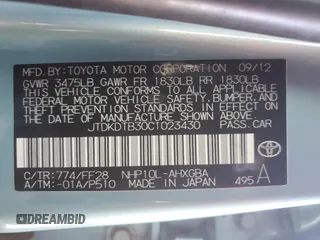 MFD.BY:TOYOTA MOTOR CORPORATION 09/12
GVWR 3475LB GAWR FR 1830LB RR 1830LB
THIS VEHICLE CONFORMS TO ALL APPLICABLE
FEDERAL MOTOR VEHICLE SAFETY, BUMPER, AND
THEFT PREVENTION STANDARDS IN EFFECT ON
THE DATE OF MANUFACTURE SHOWN ABOVE.
JTDKDTB30C1023430 PASS.CAR
C/TR:774/FF28 NHP10L-AHXGBA
A/TM:-01A/P510 MADE IN JAPAN 495 A
TOYOTA
DREAMBID